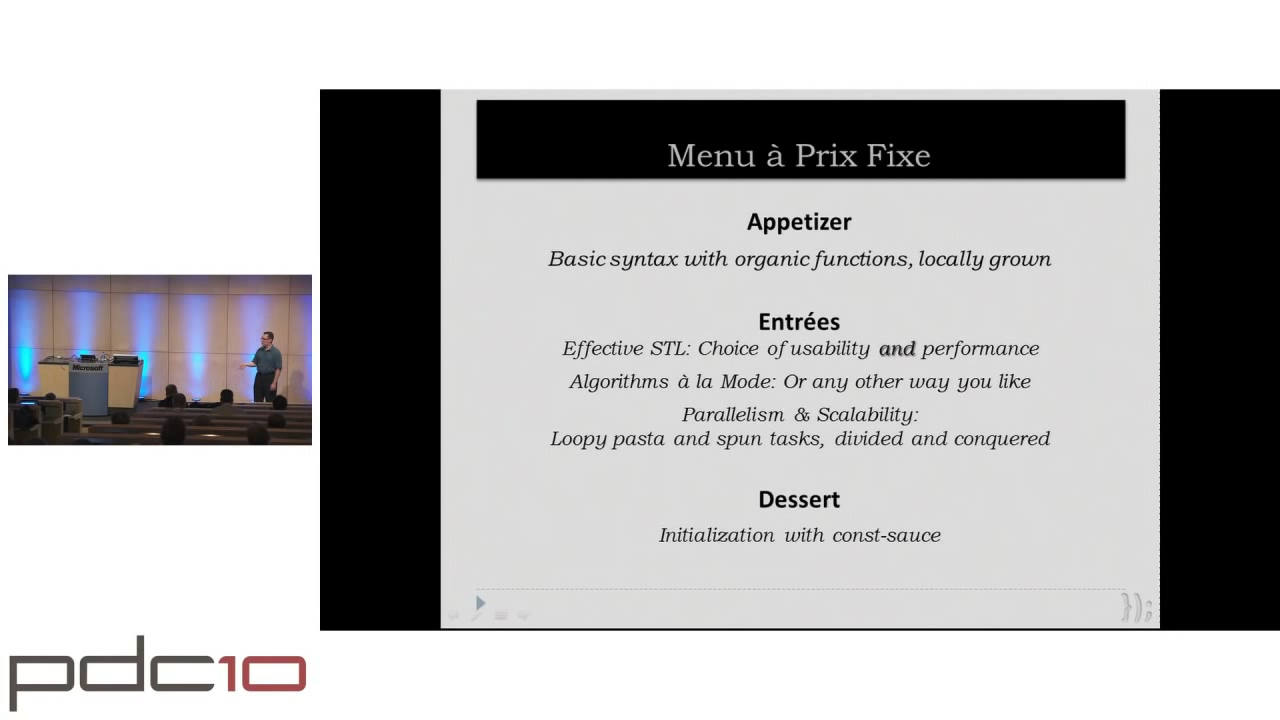 Menu à Prix Fixe
Appetizer
Basic syntax with organic functions, locally grown
Entrées
Effective STL: Choice of usability and performance
Algorithms à la Mode: Or any other way you like
Parallelism & Scalability:
Loopy pasta and spun tasks, divided and conquered
Dessert
Initialization with const-sauce
});
Microsoft
pdc10